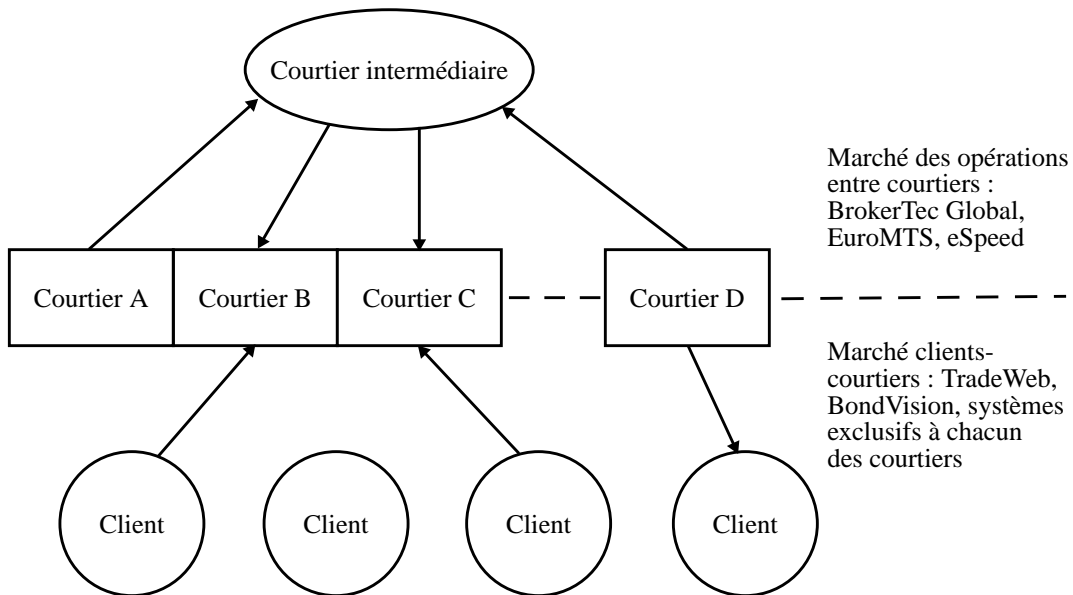 Courtier intermédiaire
Marché des opérations
entre courtiers :
BrokerTec Global,
EuroMTS, eSpeed
Courtier A
Courtier B
Courtier C
Courtier D
Marché clients-
courtiers : TradeWeb,
BondVision, systèmes
exclusifs à chacun
des courtiers
Client
Client
Client
Client